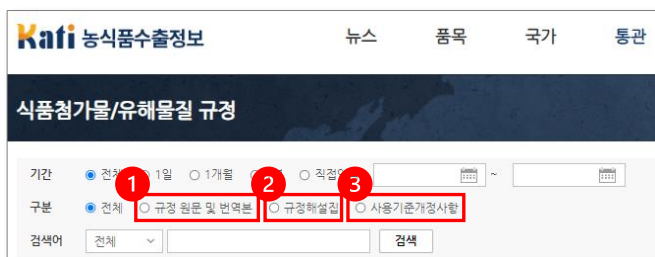 Kati 농식품수출정보 뉴스 품목 국가 통관
식품첨가물/유해물질 규정
기간 전체 1일 1개월 ~
1 2 3
구분 전체 규정 원문 및 번역본 규정해설집 사용기준개정사항
검색어 전체 검색